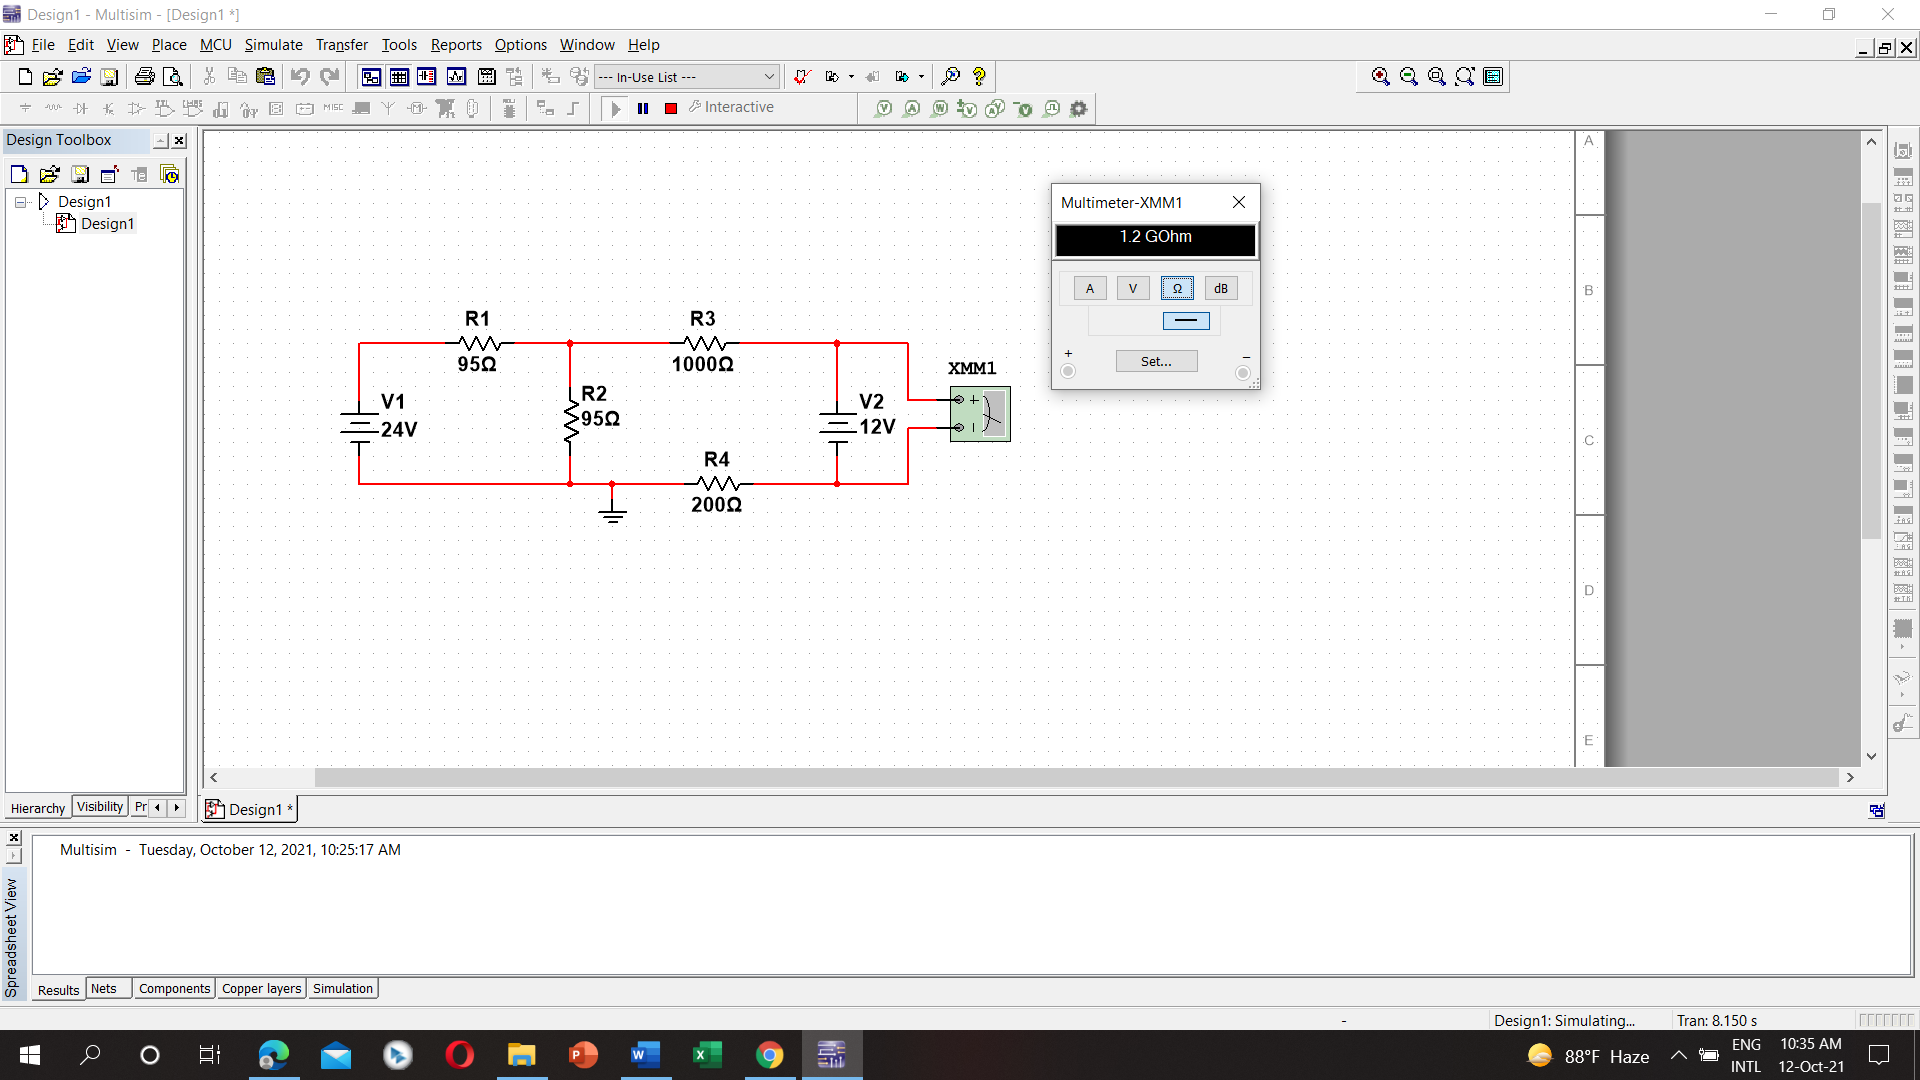 Design1 - Multisim - [Design1 *]
File Edit View Place MCU Simulate Transfer Tools Reports Options Window Help
--- In-Use List ---
MISC Interactive
Design Toolbox
Design1
Design1
A
B
C
D
E
Multimeter-XMM1
1.2 GOhm
A V Ω dB
+ –
Set...
R1
95Ω
R3
1000Ω
R2
95Ω
V1
24V
V2
12V
R4
200Ω
XMM1
+
Hierarchy Visibility Pr
Design1 *
Multisim - Tuesday, October 12, 2021, 10:25:17 AM
Spreadsheet View
Results Nets Components Copper layers Simulation
- Design1: Simulating... Tran: 8.150 s
88°F Haze
ENG
INTL
10:35 AM
12-Oct-21